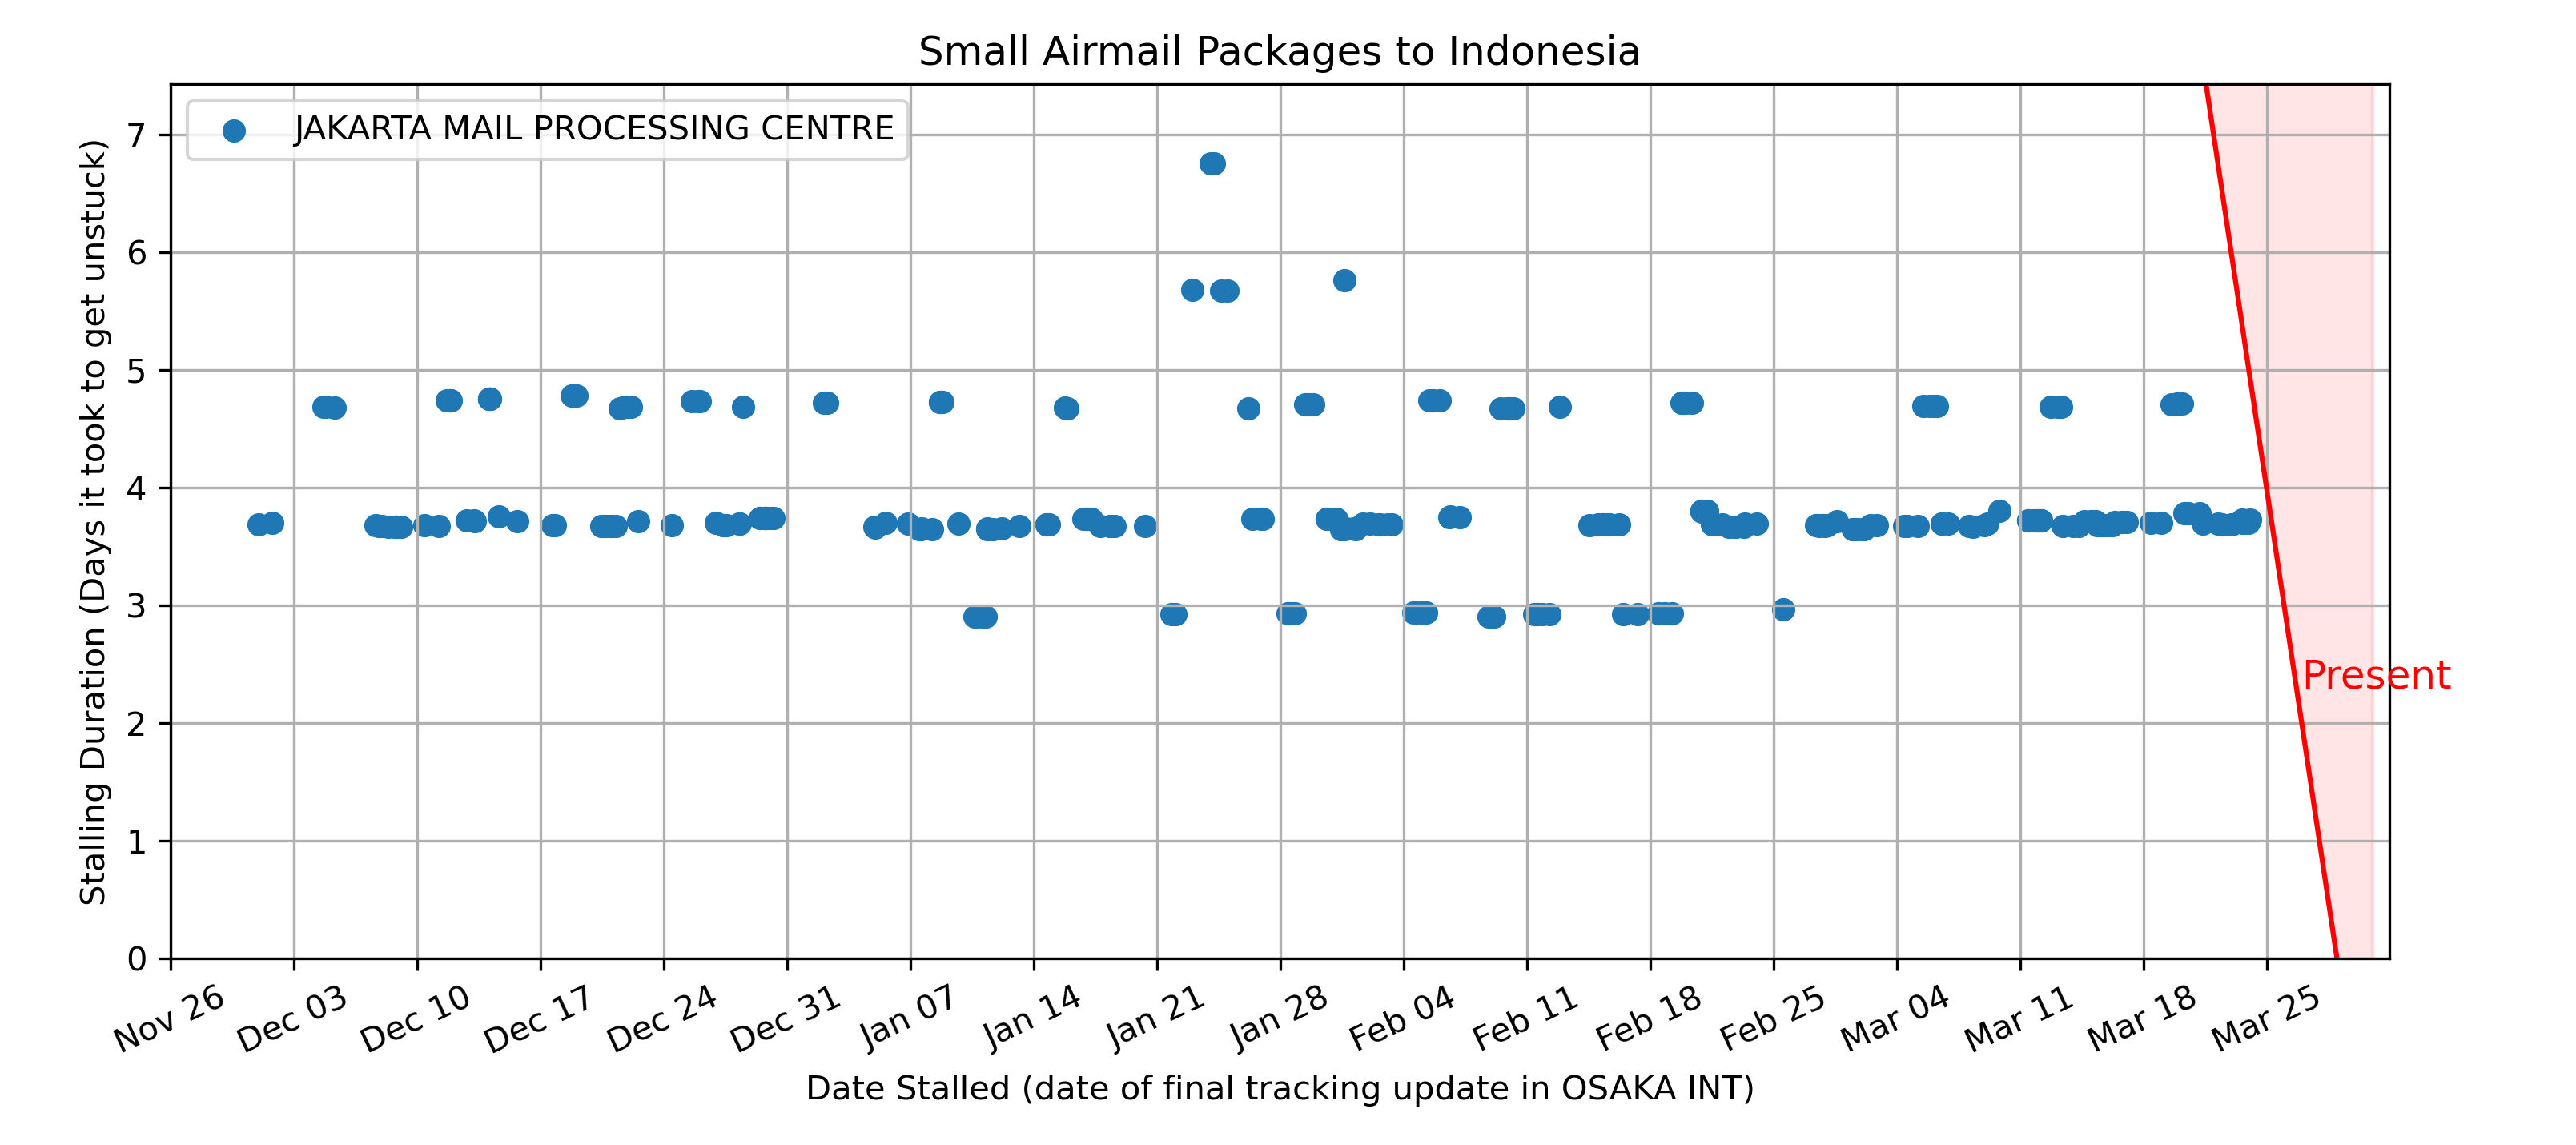 Small Airmail Packages to Indonesia
JAKARTA MAIL PROCESSING CENTRE
Stalling Duration (Days it took to get unstuck)
7
6
5
4
3
2
1
0
Present
Nov 26
Dec 03
Dec 10
Dec 17
Dec 24
Dec 31
Jan 07
Jan 14
Jan 21
Jan 28
Feb 04
Feb 11
Feb 18
Feb 25
Mar 04
Mar 11
Mar 18
Mar 25
Date Stalled (date of final tracking update in OSAKA INT)